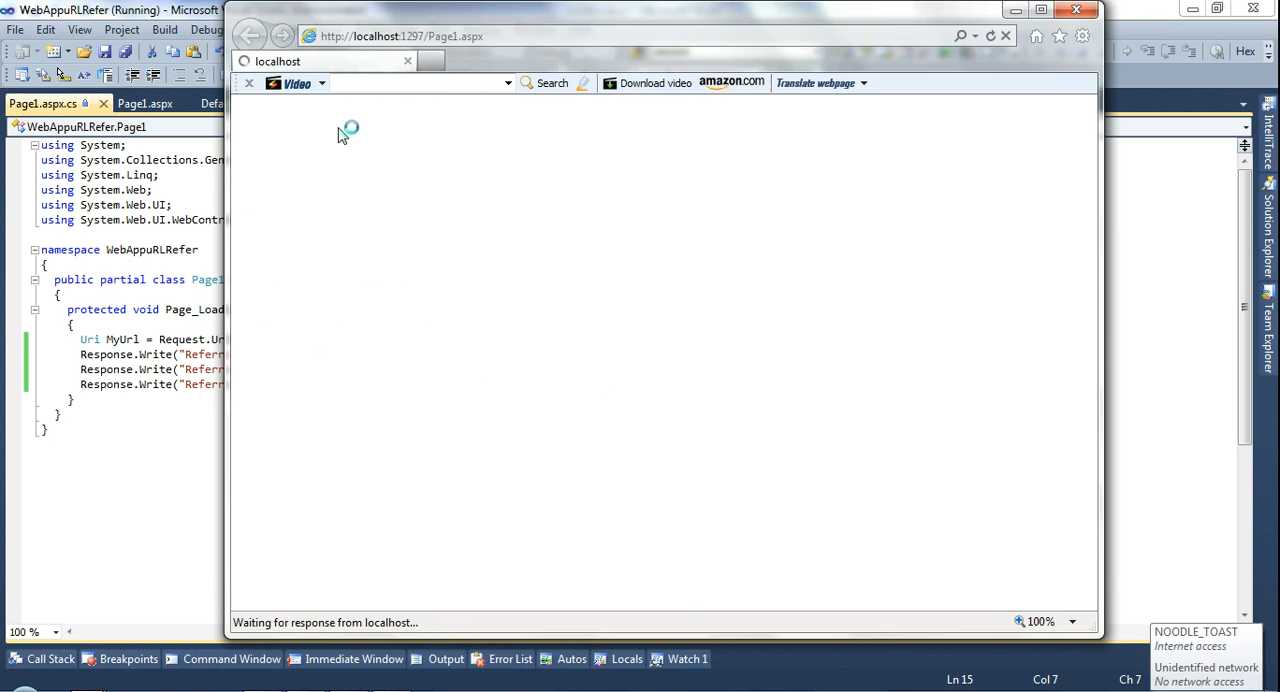 WebAppuRLRefer (Running) - Microsoft V
File Edit View Project Build Debug
Hex
Page1.aspx.cs Page1.aspx Defa
WebAppuRLRefer.Page1
using System;
using System.Collections.Gen
using System.Linq;
using System.Web;
using System.Web.UI;
using System.Web.UI.WebContr
namespace WebAppuRLRefer
{
public partial class Page1
{
protected void Page_Load
{
Uri MyUrl = Request.Ur
Response.Write("Referr
Response.Write("Referr
Response.Write("Referr
}
}
}
100 %
http://localhost:1297/Page1.aspx
localhost
Video Search Download video amazon.com Translate webpage
Waiting for response from localhost... 100%
IntelliTrace
Solution Explorer
Team Explorer
Call Stack Breakpoints Command Window Immediate Window Output Error List Autos Locals Watch 1
Ln 15 Col 7 Ch 7
NOODLE_TOAST
Internet access
Unidentified network
No network access